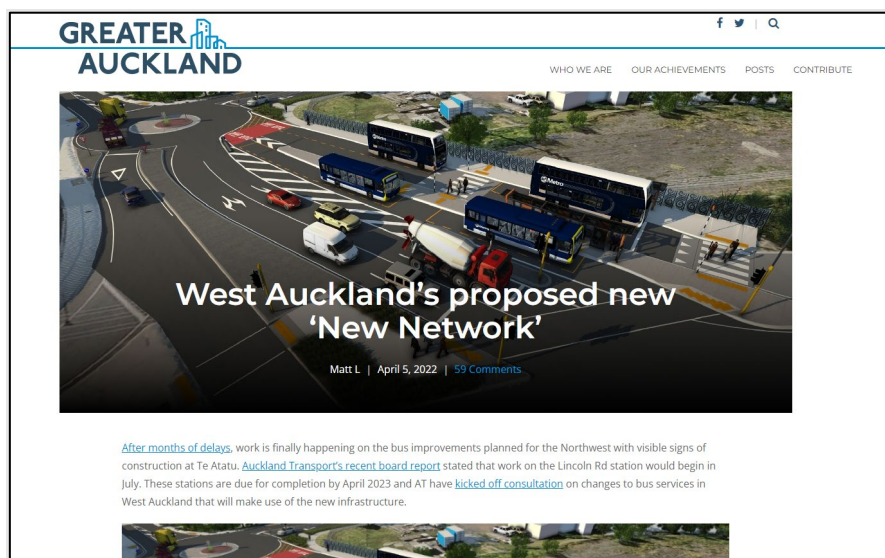 GREATER
AUCKLAND
WHO WE ARE OUR ACHIEVEMENTS POSTS CONTRIBUTE
Metro
West Auckland’s proposed new
‘New Network’
Matt L | April 5, 2022 | 59 Comments
After months of delays, work is finally happening on the bus improvements planned for the Northwest with visible signs of
construction at Te Atatu. Auckland Transport’s recent board report stated that work on the Lincoln Rd station would begin in
July. These stations are due for completion by April 2023 and AT have kicked off consultation on changes to bus services in
West Auckland that will make use of the new infrastructure.